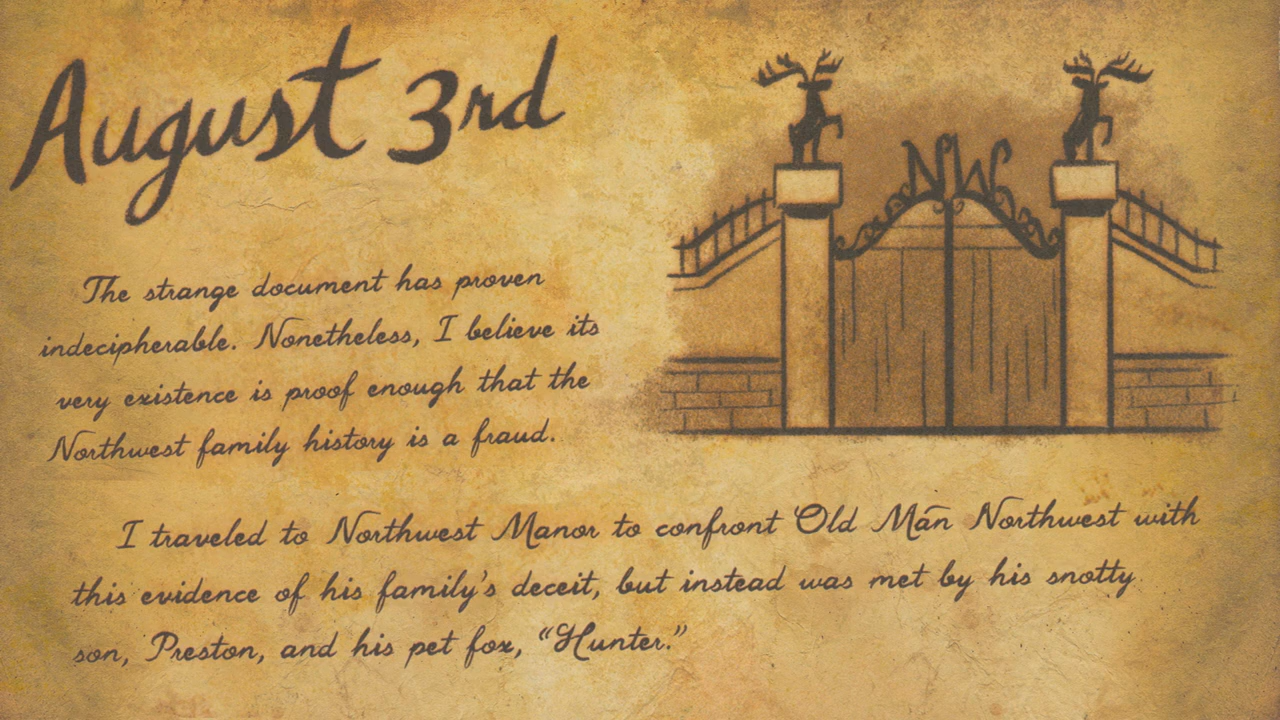 August 3rd
NW
The strange document has proven
indecipherable. Nonetheless, I believe its
very existence is proof enough that the
Northwest family history is a fraud.
I traveled to Northwest Manor to confront Old Man Northwest with
this evidence of his family's deceit, but instead was met by his snotty
son, Preston, and his pet fox, “Hunter.”